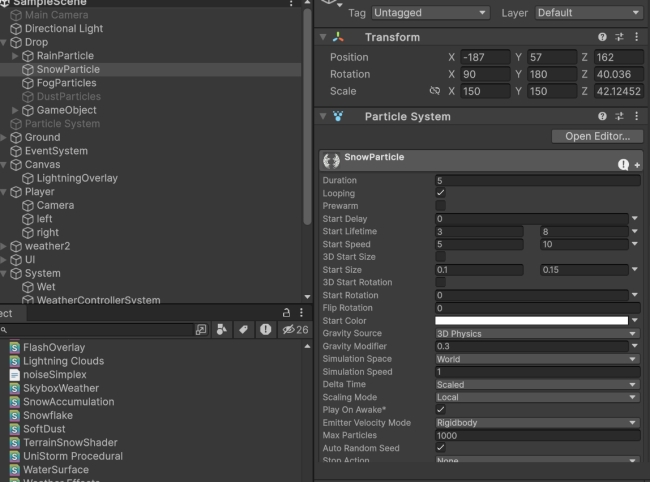 SampleScene
Main Camera
Directional Light
Drop
RainParticle
SnowParticle
FogParticles
DustParticles
GameObject
Particle System
Ground
EventSystem
Canvas
LightningOverlay
Player
Camera
left
right
weather2
UI
System
Wet
WeatherControllerSystem
ect
26
FlashOverlay
Lightning Clouds
noiseSimplex
SkyboxWeather
SnowAccumulation
Snowflake
SoftDust
TerrainSnowShader
UniStorm Procedural
WaterSurface
Weather Effects
Tag Untagged Layer Default
Transform
Position X -187 Y 57 Z 162
Rotation X 90 Y 180 Z 40.036
Scale X 150 Y 150 Z 42.12452
Particle System
Open Editor...
SnowParticle
Duration 5
Looping
Prewarm
Start Delay 0
Start Lifetime 3 8
Start Speed 5 10
3D Start Size
Start Size 0.1 0.15
3D Start Rotation
Start Rotation 0
Flip Rotation 0
Start Color
Gravity Source 3D Physics
Gravity Modifier 0.3
Simulation Space World
Simulation Speed 1
Delta Time Scaled
Scaling Mode Local
Play On Awake*
Emitter Velocity Mode Rigidbody
Max Particles 1000
Auto Random Seed
Stop Action None